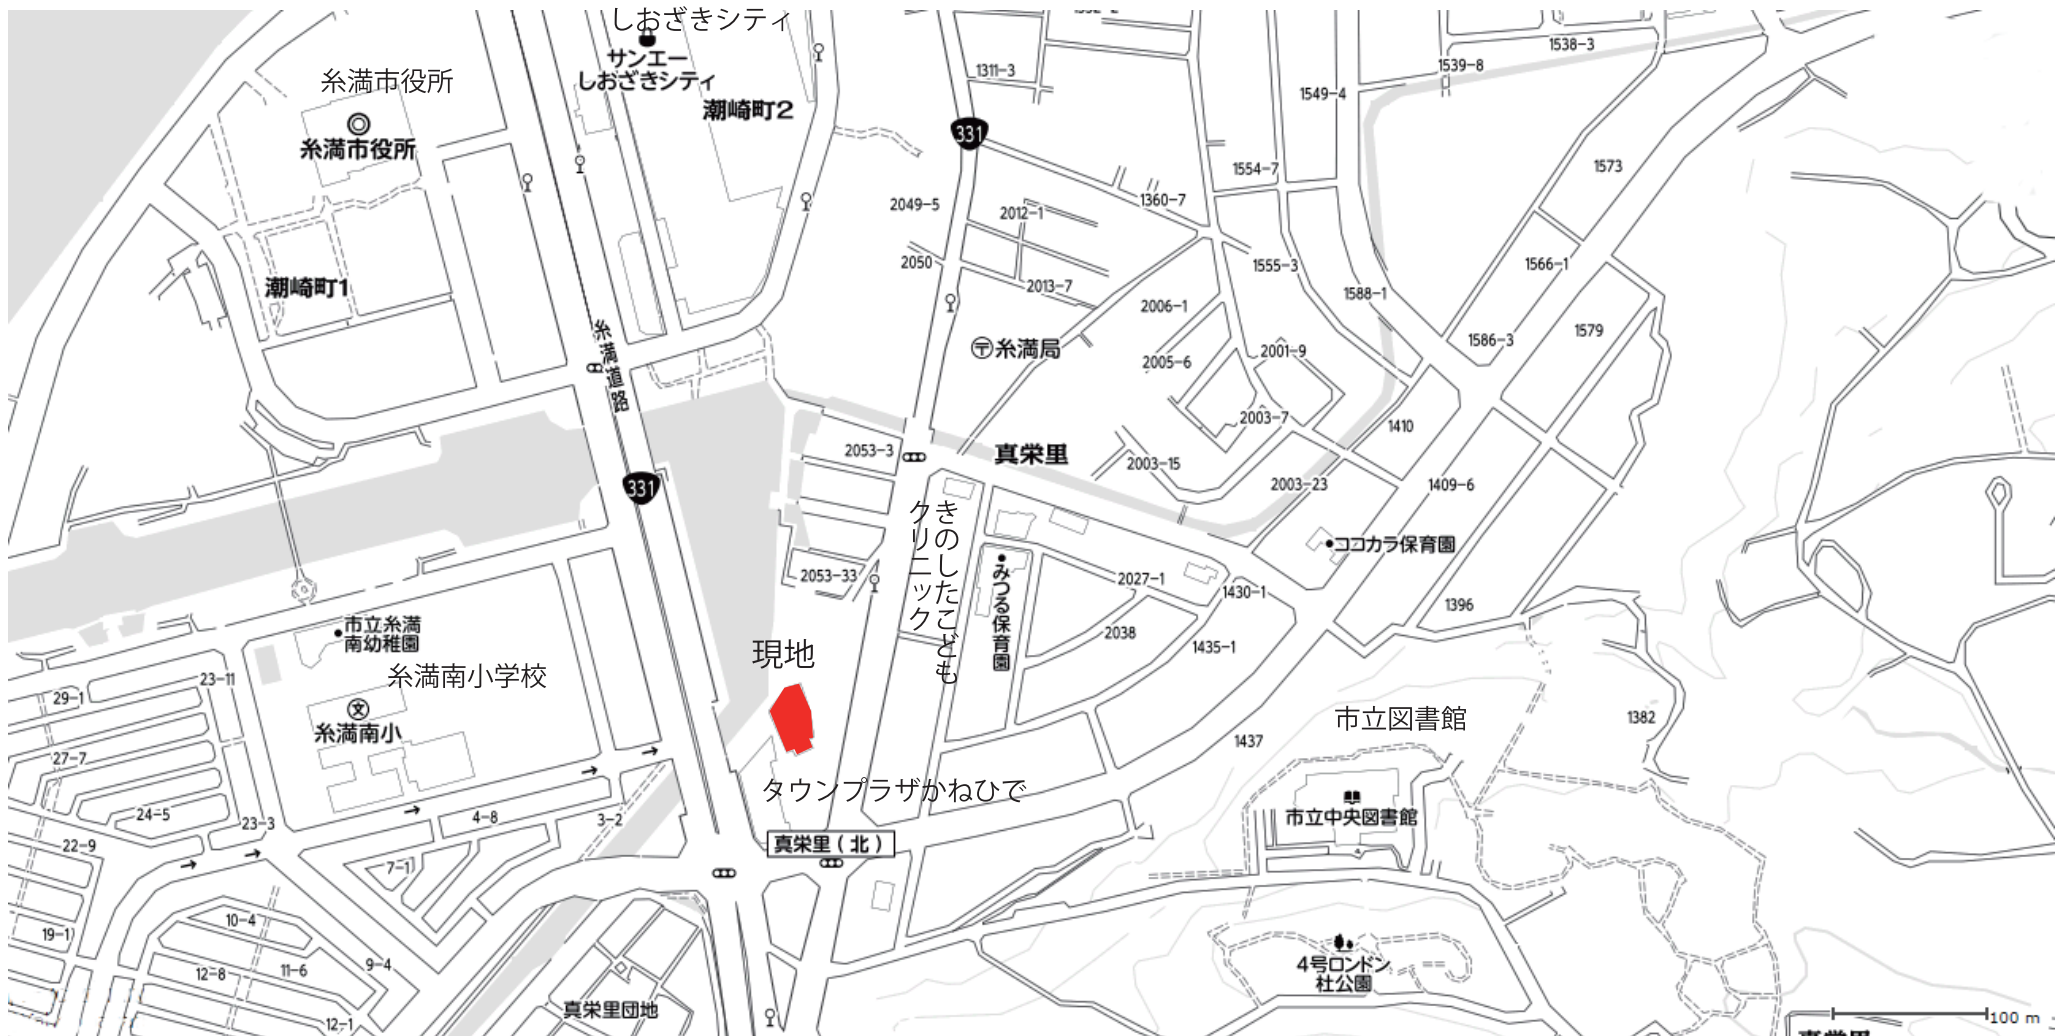 しおざきシティ
サンエー
しおざきシティ
潮崎町2
糸満市役所
糸満市役所
潮崎町1
331
1311-3
1538-3
1539-8
1549-4
1554-7
1573
1360-7
2049-5
2012-1
2050
2013-7
1555-3
1566-1
1588-1
2006-1
1586-3
1579
糸満道路
糸満局
2005-6
2001-9
2003-7
1410
2053-3
真栄里
2003-15
2003-23
1409-6
331
きのしたこども
クリニック
ココカラ保育園
みつる保育園
2053-33
2027-1
1430-1
1396
市立糸満
南幼稚園
2038
1435-1
現地
糸満南小学校
23-11
29-1
糸満南小
市立図書館
1382
1437
27-7
タウンプラザかねひで
市立中央図書館
24-5
23-3
4-8
3-2
22-9
真栄里(北)
7-1
10-4
19-1
12-8
11-6
9-4
4号ロンドン
杜公園
真栄里団地
12-1
100 m